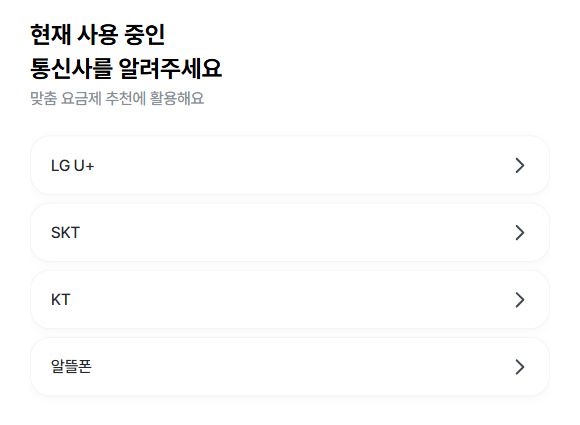 현재 사용 중인
통신사를 알려주세요
맞춤 요금제 추천에 활용해요
LG U+
SKT
KT
알뜰폰